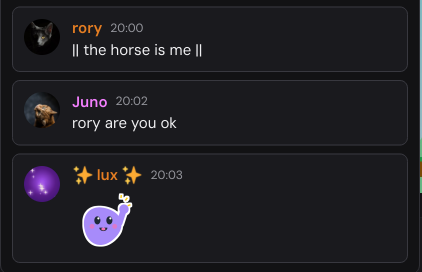 rory 20:00
|| the horse is me ||
Juno 20:02
rory are you ok
✨ lux ✨ 20:03